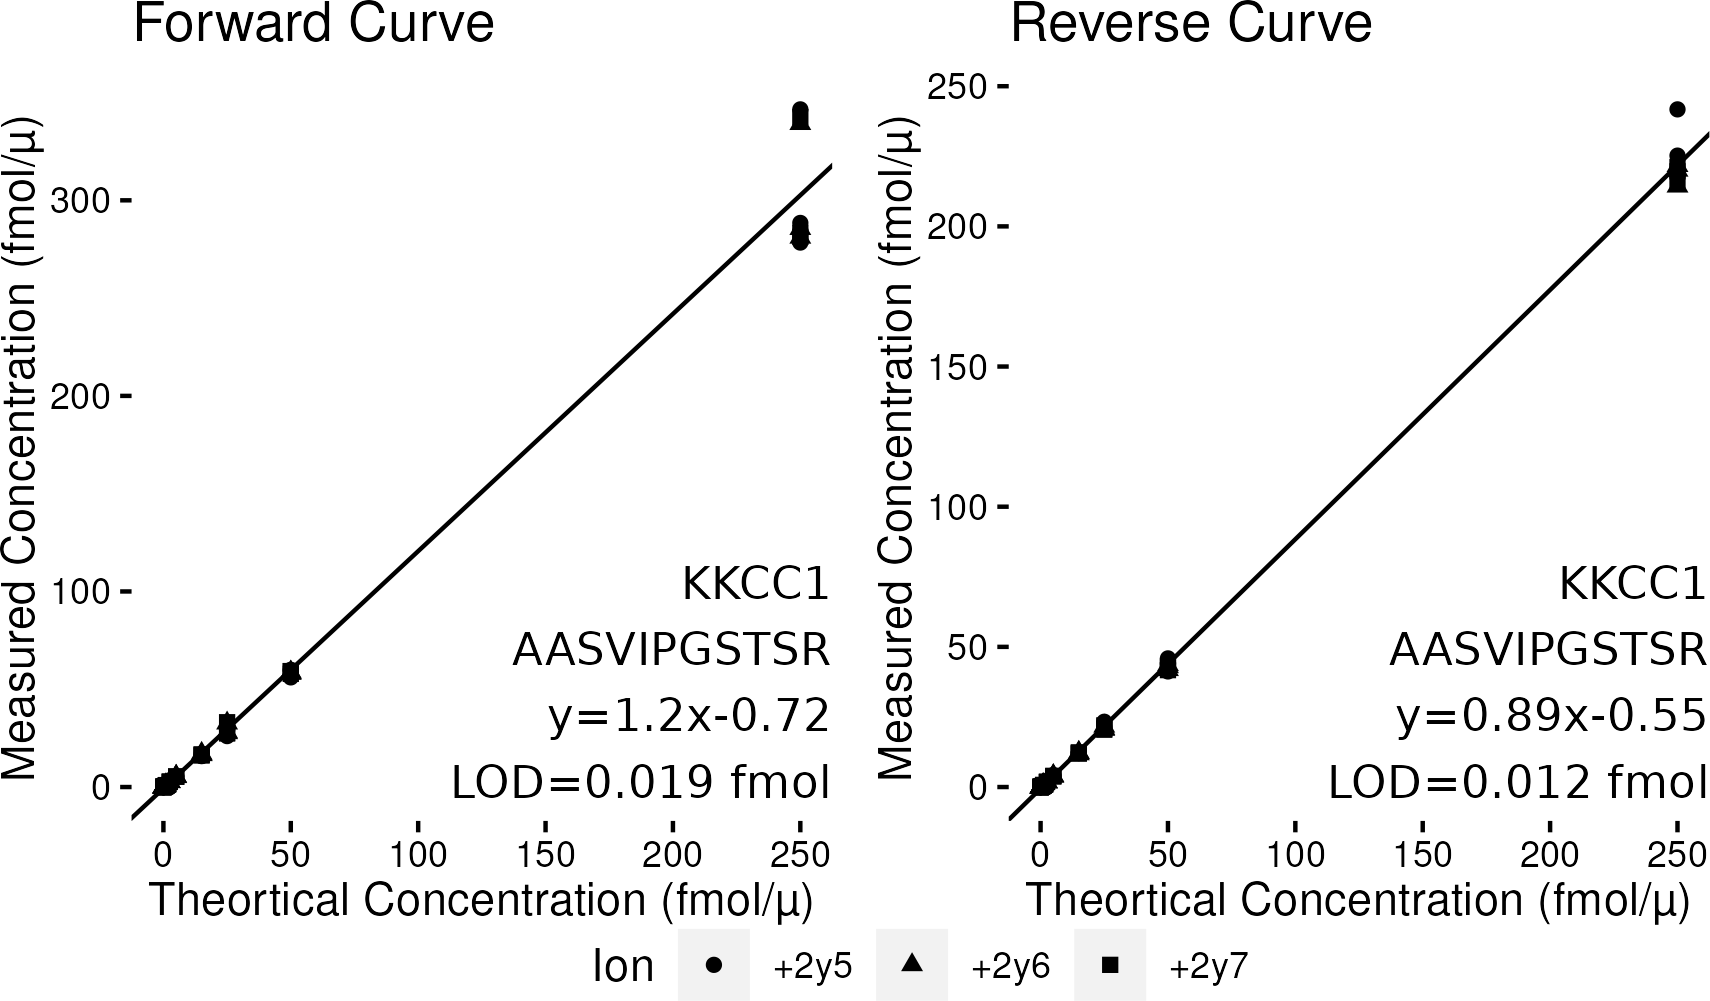 Forward Curve
Measured Concentration (fmol/µ)
300
200
100
0
KKCC1
AASVIPGSTSR
y=1.2x-0.72
LOD=0.019 fmol
0 50 100 150 200 250
Theortical Concentration (fmol/µ)
Reverse Curve
Measured Concentration (fmol/µ)
250
200
150
100
50
0
KKCC1
AASVIPGSTSR
y=0.89x-0.55
LOD=0.012 fmol
0 50 100 150 200 250
Theortical Concentration (fmol/µ)
Ion +2y5 +2y6 +2y7